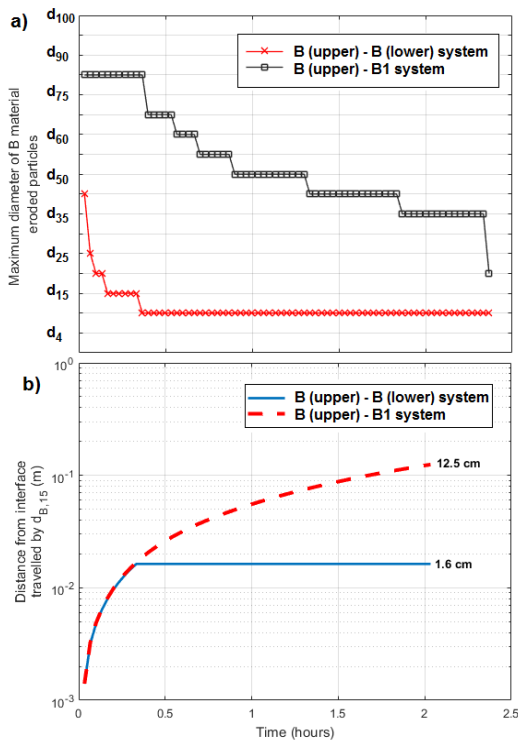 a)
B (upper) - B (lower) system
B (upper) - B1 system
Maximum diameter of B material
eroded particles
d100
d90
d75
d60
d50
d35
d25
d15
d4
b)
B (upper) - B (lower) system
B (upper) - B1 system
12.5 cm
1.6 cm
Distance from interface
travelled by dB,15 (m)
10^0
10^-1
10^-2
10^-3
0 0.5 1 1.5 2 2.5
Time (hours)